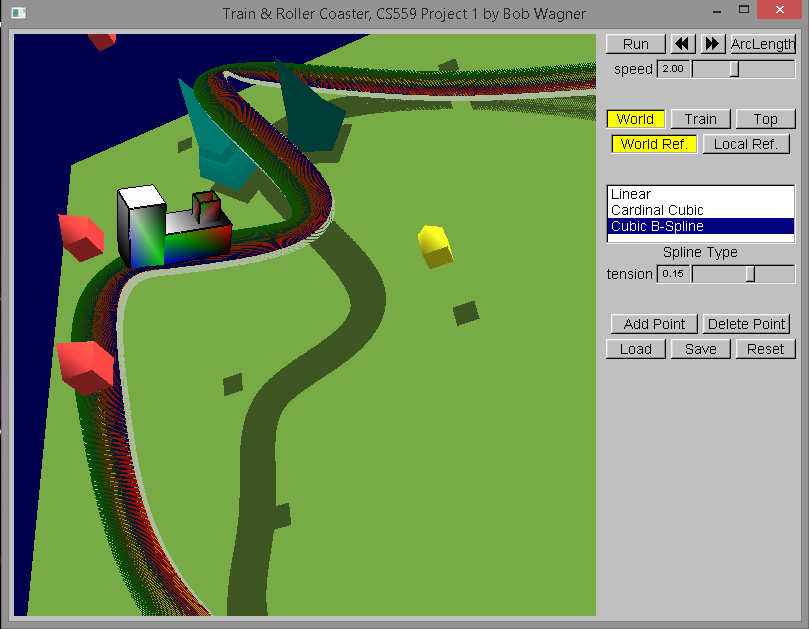 Train & Roller Coaster, CS559 Project 1 by Bob Wagner
Run ArcLength
speed 2.00
World Train Top
World Ref. Local Ref.
Linear
Cardinal Cubic
Cubic B-Spline
Spline Type
tension 0.15
Add Point Delete Point
Load Save Reset